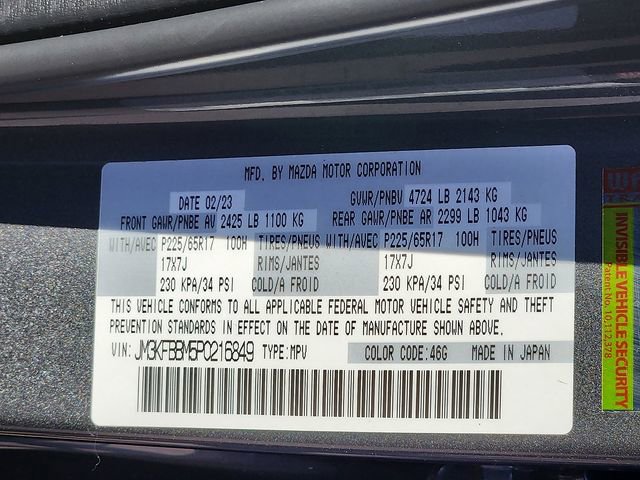 MFD. BY MAZDA MOTOR CORPORATION
DATE 02/23 GVWR/PNBV 4724 LB 2143 KG
FRONT GAWR/PNBE AV 2425 LB 1100 KG REAR GAWR/PNBE AR 2299 LB 1043 KG
WITH/AVEC P225/65R17 100H TIRES/PNEUS WITH/AVEC P225/65R17 100H TIRES/PNEUS
17X7J RIMS/JANTES 17X7J RIMS/JANTES
230 KPA/34 PSI COLD/A FROID 230 KPA/34 PSI COLD/A FROID
THIS VEHICLE CONFORMS TO ALL APPLICABLE FEDERAL MOTOR VEHICLE SAFETY AND THEFT
PREVENTION STANDARDS IN EFFECT ON THE DATE OF MANUFACTURE SHOWN ABOVE.
VIN: JM3KFBBM5P0216849 TYPE:MPV COLOR CODE:46G MADE IN JAPAN
INVISIBLE VEHICLE SECURITY
Patent No. 10,112,378